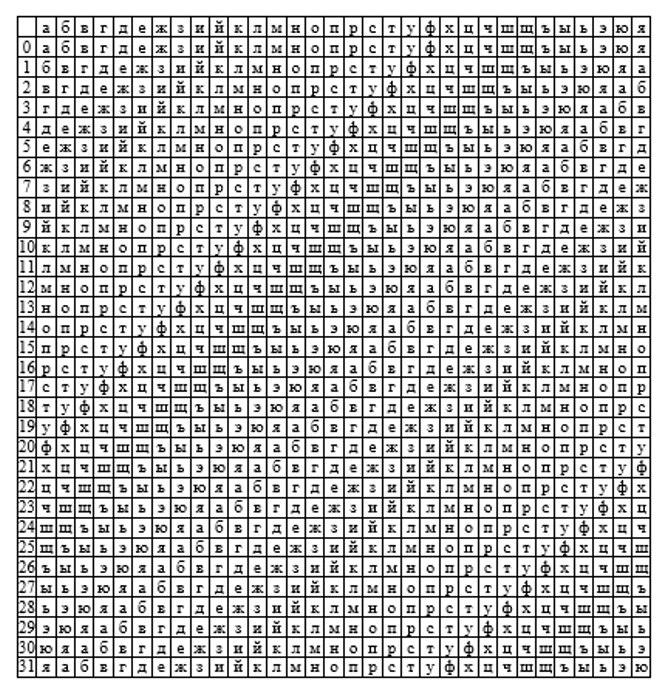 а б в г д е ж з и й к л м н о п р с т у ф х ц ч ш щ ъ ы ь э ю я
0 а б в г д е ж з и й к л м н о п р с т у ф х ц ч ш щ ъ ы ь э ю я
1 б в г д е ж з и й к л м н о п р с т у ф х ц ч ш щ ъ ы ь э ю я а
2 в г д е ж з и й к л м н о п р с т у ф х ц ч ш щ ъ ы ь э ю я а б
3 г д е ж з и й к л м н о п р с т у ф х ц ч ш щ ъ ы ь э ю я а б в
4 д е ж з и й к л м н о п р с т у ф х ц ч ш щ ъ ы ь э ю я а б в г
5 е ж з и й к л м н о п р с т у ф х ц ч ш щ ъ ы ь э ю я а б в г д
6 ж з и й к л м н о п р с т у ф х ц ч ш щ ъ ы ь э ю я а б в г д е
7 з и й к л м н о п р с т у ф х ц ч ш щ ъ ы ь э ю я а б в г д е ж
8 и й к л м н о п р с т у ф х ц ч ш щ ъ ы ь э ю я а б в г д е ж з
9 й к л м н о п р с т у ф х ц ч ш щ ъ ы ь э ю я а б в г д е ж з и
10 к л м н о п р с т у ф х ц ч ш щ ъ ы ь э ю я а б в г д е ж з и й
11 л м н о п р с т у ф х ц ч ш щ ъ ы ь э ю я а б в г д е ж з и й к
12 м н о п р с т у ф х ц ч ш щ ъ ы ь э ю я а б в г д е ж з и й к л
13 н о п р с т у ф х ц ч ш щ ъ ы ь э ю я а б в г д е ж з и й к л м
14 о п р с т у ф х ц ч ш щ ъ ы ь э ю я а б в г д е ж з и й к л м н
15 п р с т у ф х ц ч ш щ ъ ы ь э ю я а б в г д е ж з и й к л м н о
16 р с т у ф х ц ч ш щ ъ ы ь э ю я а б в г д е ж з и й к л м н о п
17 с т у ф х ц ч ш щ ъ ы ь э ю я а б в г д е ж з и й к л м н о п р
18 т у ф х ц ч ш щ ъ ы ь э ю я а б в г д е ж з и й к л м н о п р с
19 у ф х ц ч ш щ ъ ы ь э ю я а б в г д е ж з и й к л м н о п р с т
20 ф х ц ч ш щ ъ ы ь э ю я а б в г д е ж з и й к л м н о п р с т у
21 х ц ч ш щ ъ ы ь э ю я а б в г д е ж з и й к л м н о п р с т у ф
22 ц ч ш щ ъ ы ь э ю я а б в г д е ж з и й к л м н о п р с т у ф х
23 ч ш щ ъ ы ь э ю я а б в г д е ж з и й к л м н о п р с т у ф х ц
24 ш щ ъ ы ь э ю я а б в г д е ж з и й к л м н о п р с т у ф х ц ч
25 щ ъ ы ь э ю я а б в г д е ж з и й к л м н о п р с т у ф х ц ч ш
26 ъ ы ь э ю я а б в г д е ж з и й к л м н о п р с т у ф х ц ч ш щ
27 ы ь э ю я а б в г д е ж з и й к л м н о п р с т у ф х ц ч ш щ ъ
28 ь э ю я а б в г д е ж з и й к л м н о п р с т у ф х ц ч ш щ ъ ы
29 э ю я а б в г д е ж з и й к л м н о п р с т у ф х ц ч ш щ ъ ы ь
30 ю я а б в г д е ж з и й к л м н о п р с т у ф х ц ч ш щ ъ ы ь э
31 я а б в г д е ж з и й к л м н о п р с т у ф х ц ч ш щ ъ ы ь э ю